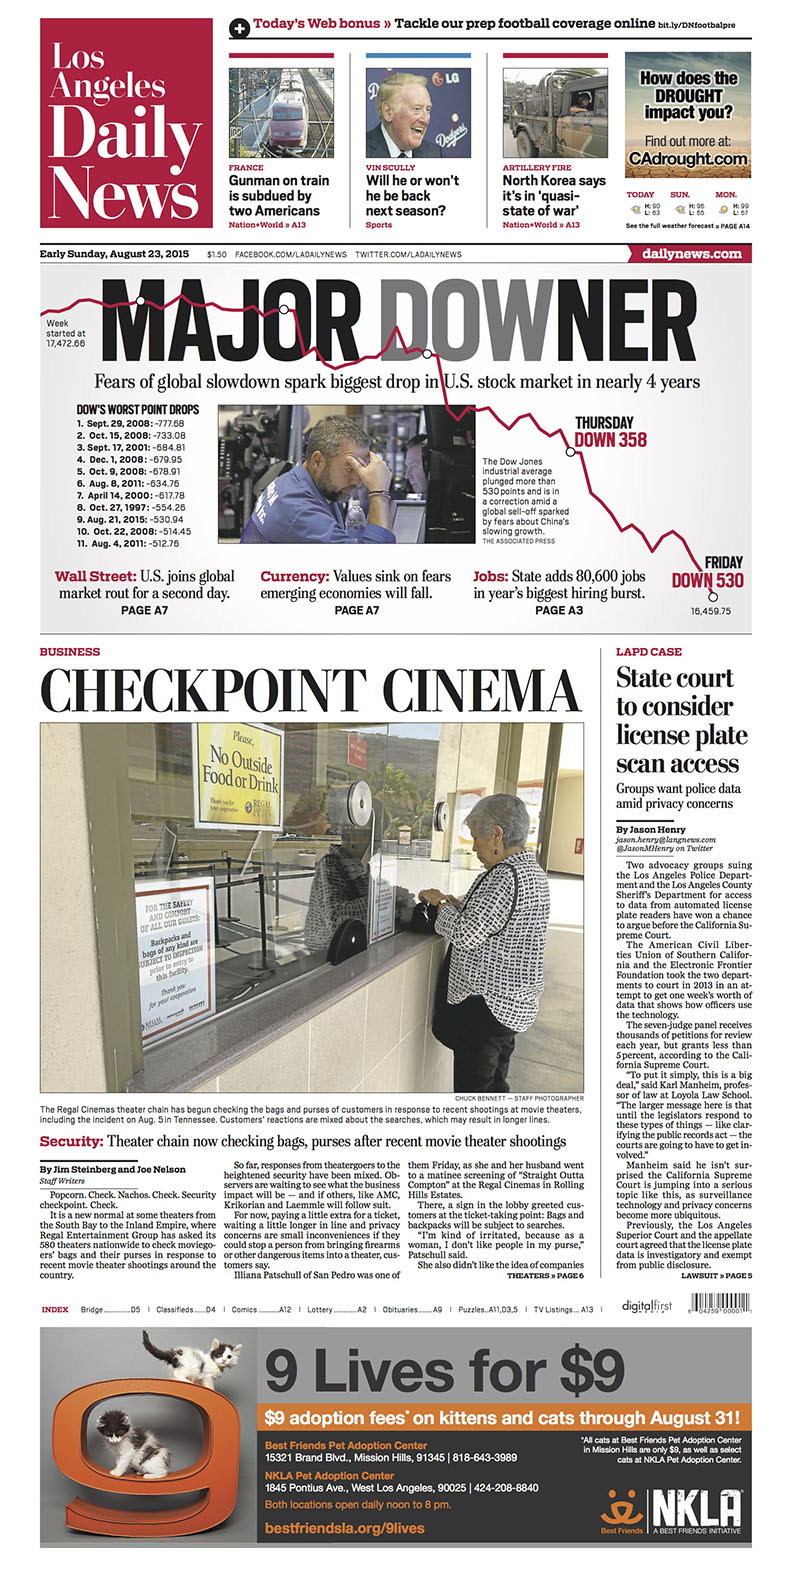 Los
Angeles
Daily
News
Today's Web bonus » Tackle our prep football coverage online bit.ly/DNfootbalpre
FRANCE
Gunman on train
is subdued by
two Americans
Nation+World » A13
LG
Dodgers
VIN SCULLY
Will he or won't
he be back
next season?
Sports
ARTILLERY FIRE
North Korea says
it's in 'quasi-
state of war'
Nation+World » A13
How does the
DROUGHT
impact you?
Find out more at:
CAdrought.com
TODAY SUN. MON.
H: 90 H: 95 H: 99
L: 63 L: 65 L: 67
See the full weather forecast » PAGE A14
Early Sunday, August 23, 2015 $1.50 FACEBOOK.COM/LADAILYNEWS TWITTER.COM/LADAILYNEWS dailynews.com
Week
started at
17,472.66
MAJOR DOWNER
Fears of global slowdown spark biggest drop in U.S. stock market in nearly 4 years
DOW'S WORST POINT DROPS
1. Sept. 29, 2008: -777.68
2. Oct. 15, 2008: -733.08
3. Sept. 17, 2001: -684.81
4. Dec. 1, 2008: -679.95
5. Oct. 9, 2008: -678.91
6. Aug. 8, 2011: -634.76
7. April 14, 2000: -617.78
8. Oct. 27, 1997: -554.26
9. Aug. 21, 2015: -530.94
10. Oct. 22, 2008: -514.45
11. Aug. 4, 2011: -512.76
The Dow Jones
industrial average
plunged more than
530 points and is in
a correction amid a
global sell-off sparked
by fears about China's
slowing growth.
THE ASSOCIATED PRESS
THURSDAY
DOWN 358
FRIDAY
DOWN 530
16,459.75
Wall Street: U.S. joins global
market rout for a second day.
PAGE A7
Currency: Values sink on fears
emerging economies will fall.
PAGE A7
Jobs: State adds 80,600 jobs
in year's biggest hiring burst.
PAGE A3
BUSINESS
CHECKPOINT CINEMA
Please,
No Outside
Food or Drink
Thank you for
your cooperation
REGAL
FOR THE SAFETY
AND COMFORT
OF ALL OUR GUESTS:
Backpacks and
bags of any kind are
SUBJECT TO INSPECTION
prior to entry to
this facility.
Thank you
for your cooperation
CHUCK BENNETT — STAFF PHOTOGRAPHER
The Regal Cinemas theater chain has begun checking the bags and purses of customers in response to recent shootings at movie theaters,
including the incident on Aug. 5 in Tennessee. Customers' reactions are mixed about the searches, which may result in longer lines.
Security: Theater chain now checking bags, purses after recent movie theater shootings
By Jim Steinberg and Joe Nelson
Staff Writers
Popcorn. Check. Nachos. Check. Security
checkpoint. Check.
It is a new normal at some theaters from
the South Bay to the Inland Empire, where
Regal Entertainment Group has asked its
580 theaters nationwide to check moviego-
ers' bags and their purses in response to
recent movie theater shootings around the
country.
So far, responses from theatergoers to the
heightened security have been mixed. Ob-
servers are waiting to see what the business
impact will be — and if others, like AMC,
Krikorian and Laemmle will follow suit.
For now, paying a little extra for a ticket,
waiting a little longer in line and privacy
concerns are small inconveniences if they
could stop a person from bringing firearms
or other dangerous items into a theater, cus-
tomers say.
Illiana Patschull of San Pedro was one of
them Friday, as she and her husband went
to a matinee screening of "Straight Outta
Compton" at the Regal Cinemas in Rolling
Hills Estates.
There, a sign in the lobby greeted cus-
tomers at the ticket-taking point: Bags and
backpacks will be subject to searches.
"I'm kind of irritated, because as a
woman, I don't like people in my purse,"
Patschull said.
She also didn't like the idea of companies
THEATERS » PAGE 6
LAPD CASE
State court
to consider
license plate
scan access
Groups want police data
amid privacy concerns
By Jason Henry
jason.henry@langnews.com
@JasonMHenry on Twitter
Two advocacy groups suing
the Los Angeles Police Depart-
ment and the Los Angeles County
Sheriff's Department for access
to data from automated license
plate readers have won a chance
to argue before the California Su-
preme Court.
The American Civil Liber-
ties Union of Southern Califor-
nia and the Electronic Frontier
Foundation took the two depart-
ments to court in 2013 in an at-
tempt to get one week's worth of
data that shows how officers use
the technology.
The seven-judge panel receives
thousands of petitions for review
each year, but grants less than
5 percent, according to the Cali-
fornia Supreme Court.
"To put it simply, this is a big
deal," said Karl Manheim, profes-
sor of law at Loyola Law School.
"The larger message here is that
until the legislators respond to
these types of things — like clar-
ifying the public records act — the
courts are going to have to get in-
volved."
Manheim said he isn't sur-
prised the California Supreme
Court is jumping into a serious
topic like this, as surveillance
technology and privacy concerns
become more ubiquitous.
Previously, the Los Angeles
Superior Court and the appellate
court agreed that the license plate
data is investigatory and exempt
from public disclosure.
LAWSUIT » PAGE 5
INDEX Bridge............D5 | Classifieds......D4 | Comics..........A12 | Lottery...........A2 | Obituaries.......A9 | Puzzles..A11,D3,5 | TV Listings... A13 |
digitalfirst
MEDIA
6 04259 00001 1
9 Lives for $9
$9 adoption fees* on kittens and cats through August 31!
Best Friends Pet Adoption Center
15321 Brand Blvd., Mission Hills, 91345 | 818-643-3989
NKLA Pet Adoption Center
1845 Pontius Ave., West Los Angeles, 90025 | 424-208-8840
Both locations open daily noon to 8 pm.
bestfriendsla.org/9lives
*All cats at Best Friends Pet Adoption Center
in Mission Hills are only $9, as well as select
cats at NKLA Pet Adoption Center.
Best Friends
NKLA
A BEST FRIENDS INITIATIVE